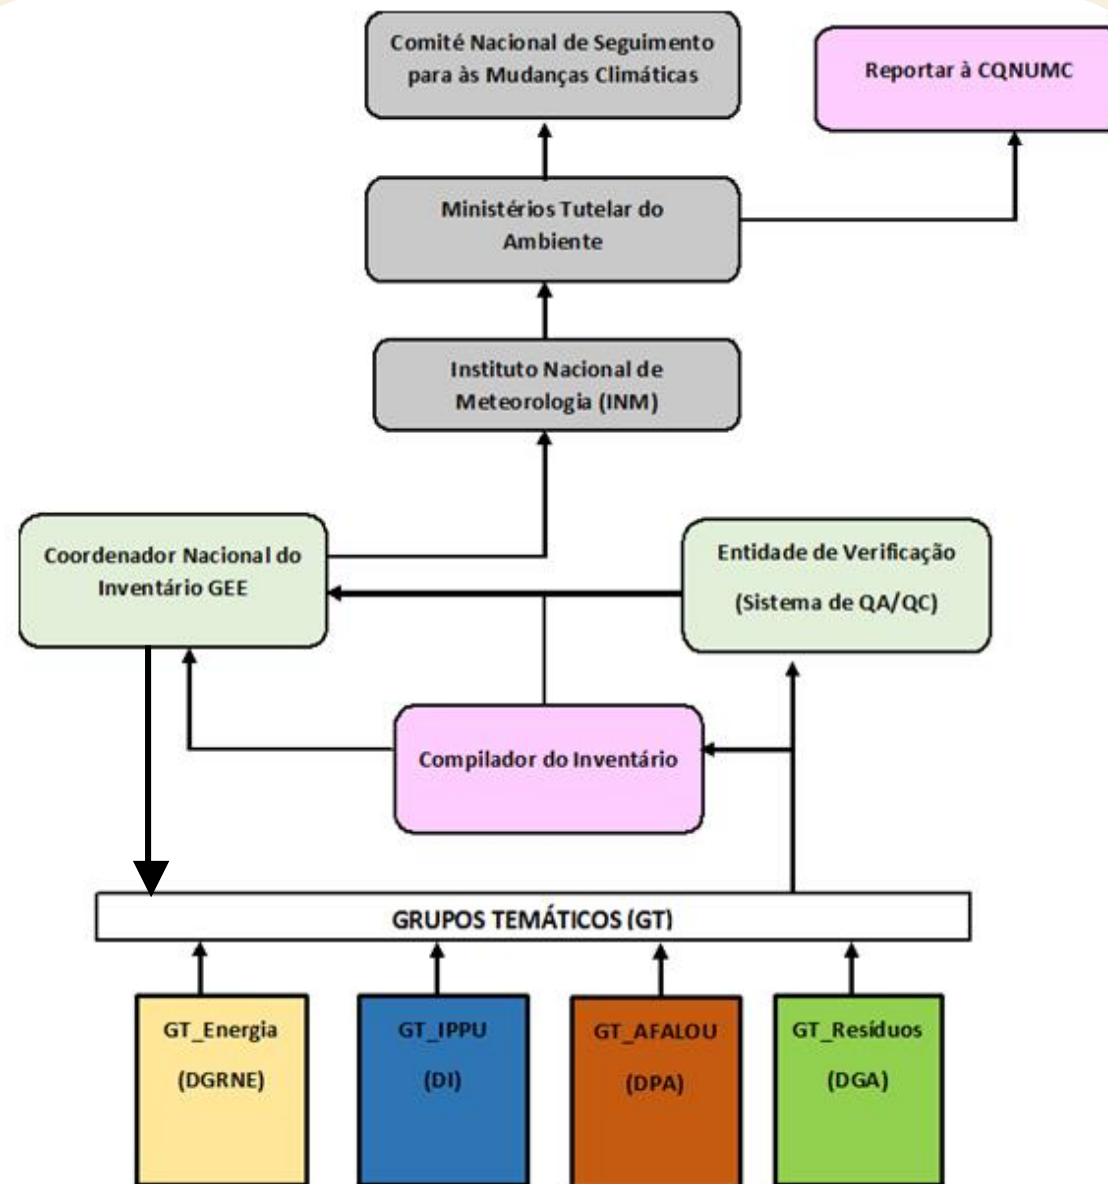 Comité Nacional de Seguimento
para às Mudanças Climáticas
Reportar à CQNUMC
Ministérios Tutelar do
Ambiente
Instituto Nacional de
Meteorologia (INM)
Coordenador Nacional do
Inventário GEE
Entidade de Verificação
(Sistema de QA/QC)
Compilador do Inventário
GRUPOS TEMÁTICOS (GT)
GT_Energia
(DGRNE)
GT_IPPU
(DI)
GT_AFALOU
(DPA)
GT_Resíduos
(DGA)